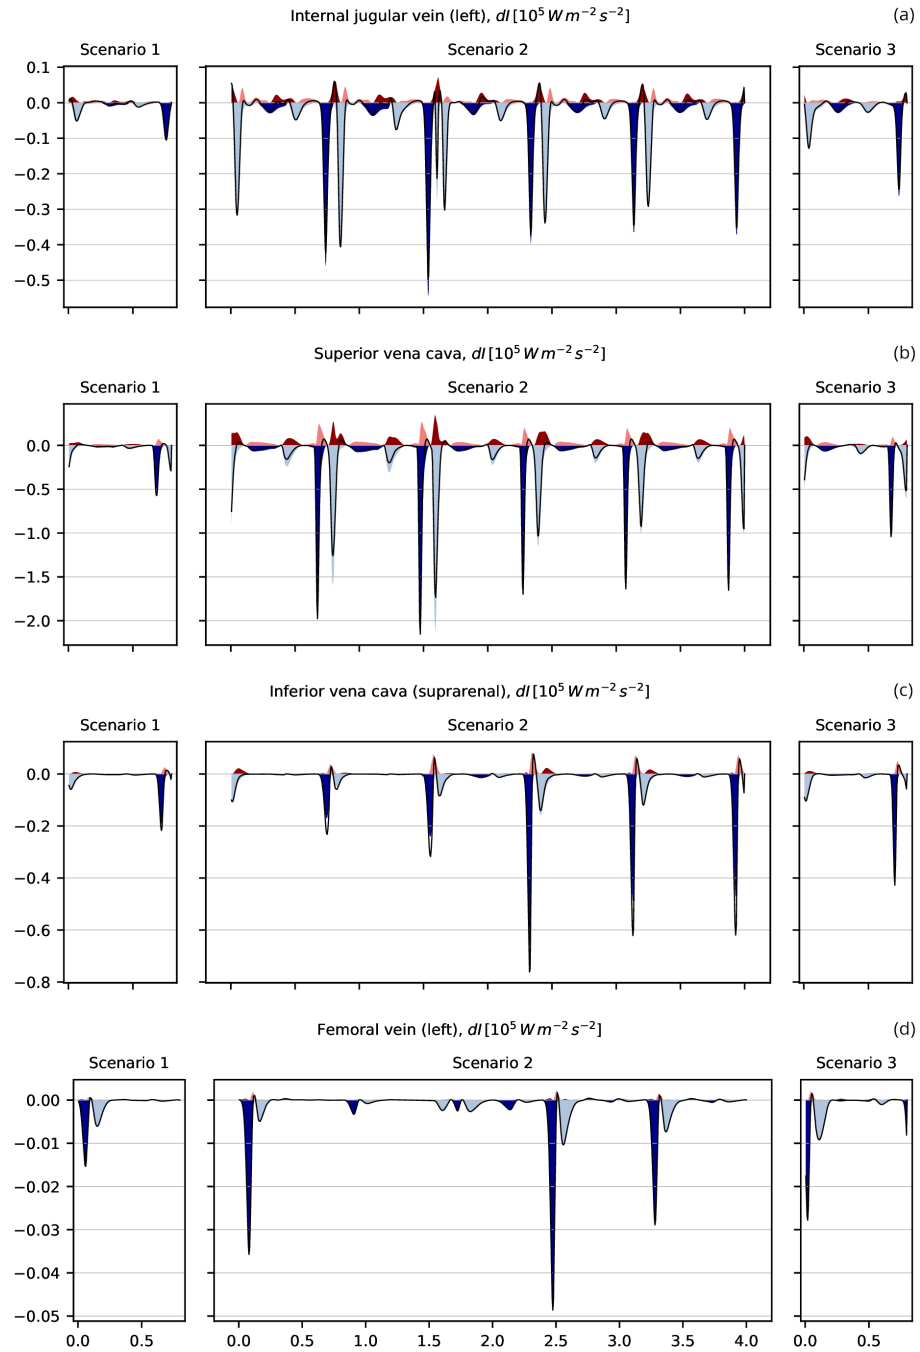 Internal jugular vein (left), dI [10⁵ W m⁻² s⁻²] (a)
Scenario 1 Scenario 2 Scenario 3
0.1
0.0
−0.1
−0.2
−0.3
−0.4
−0.5
Superior vena cava, dI [10⁵ W m⁻² s⁻²] (b)
Scenario 1 Scenario 2 Scenario 3
0.0
−0.5
−1.0
−1.5
−2.0
Inferior vena cava (suprarenal), dI [10⁵ W m⁻² s⁻²] (c)
Scenario 1 Scenario 2 Scenario 3
0.0
−0.2
−0.4
−0.6
−0.8
Femoral vein (left), dI [10⁵ W m⁻² s⁻²] (d)
Scenario 1 Scenario 2 Scenario 3
0.00
−0.01
−0.02
−0.03
−0.04
−0.05
0.0 0.5 0.0 0.5 1.0 1.5 2.0 2.5 3.0 3.5 4.0 0.0 0.5